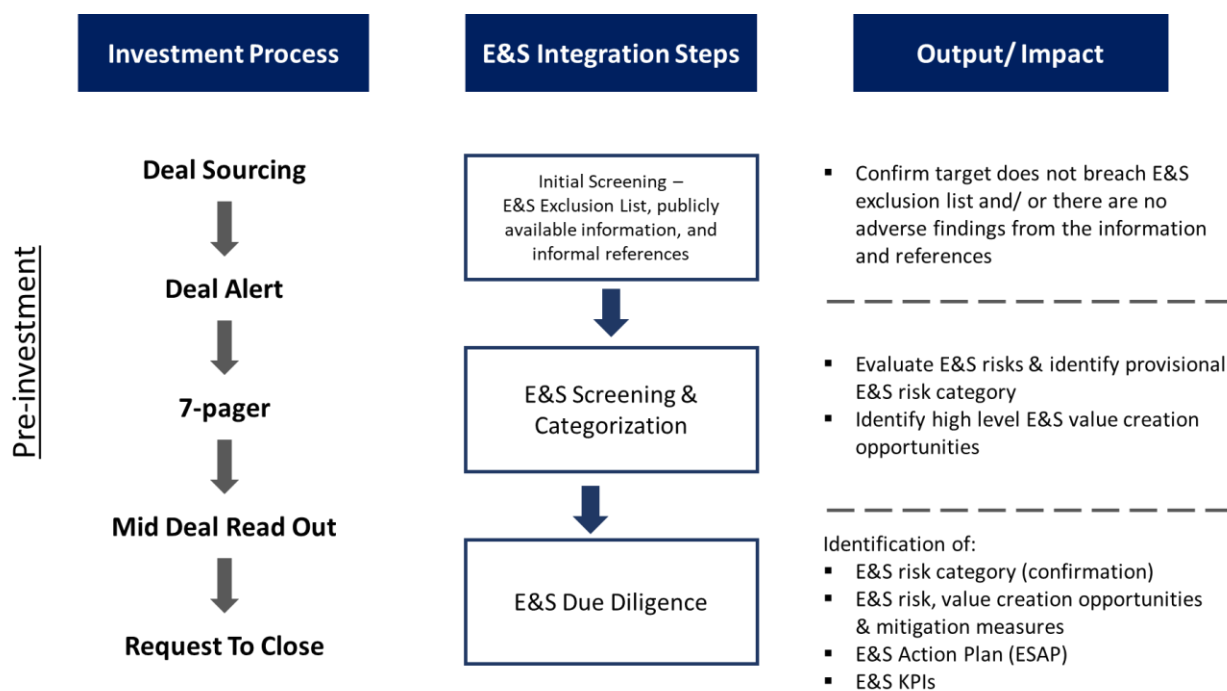 Investment Process
E&S Integration Steps
Output/ Impact
Pre-investment
Deal Sourcing
Deal Alert
7-pager
Mid Deal Read Out
Request To Close
Initial Screening –
E&S Exclusion List, publicly
available information, and
informal references
E&S Screening &
Categorization
E&S Due Diligence
▪ Confirm target does not breach E&S
exclusion list and/ or there are no
adverse findings from the information
and references
▪ Evaluate E&S risks & identify provisional
E&S risk category
▪ Identify high level E&S value creation
opportunities
Identification of:
▪ E&S risk category (confirmation)
▪ E&S risk, value creation opportunities
& mitigation measures
▪ E&S Action Plan (ESAP)
▪ E&S KPIs